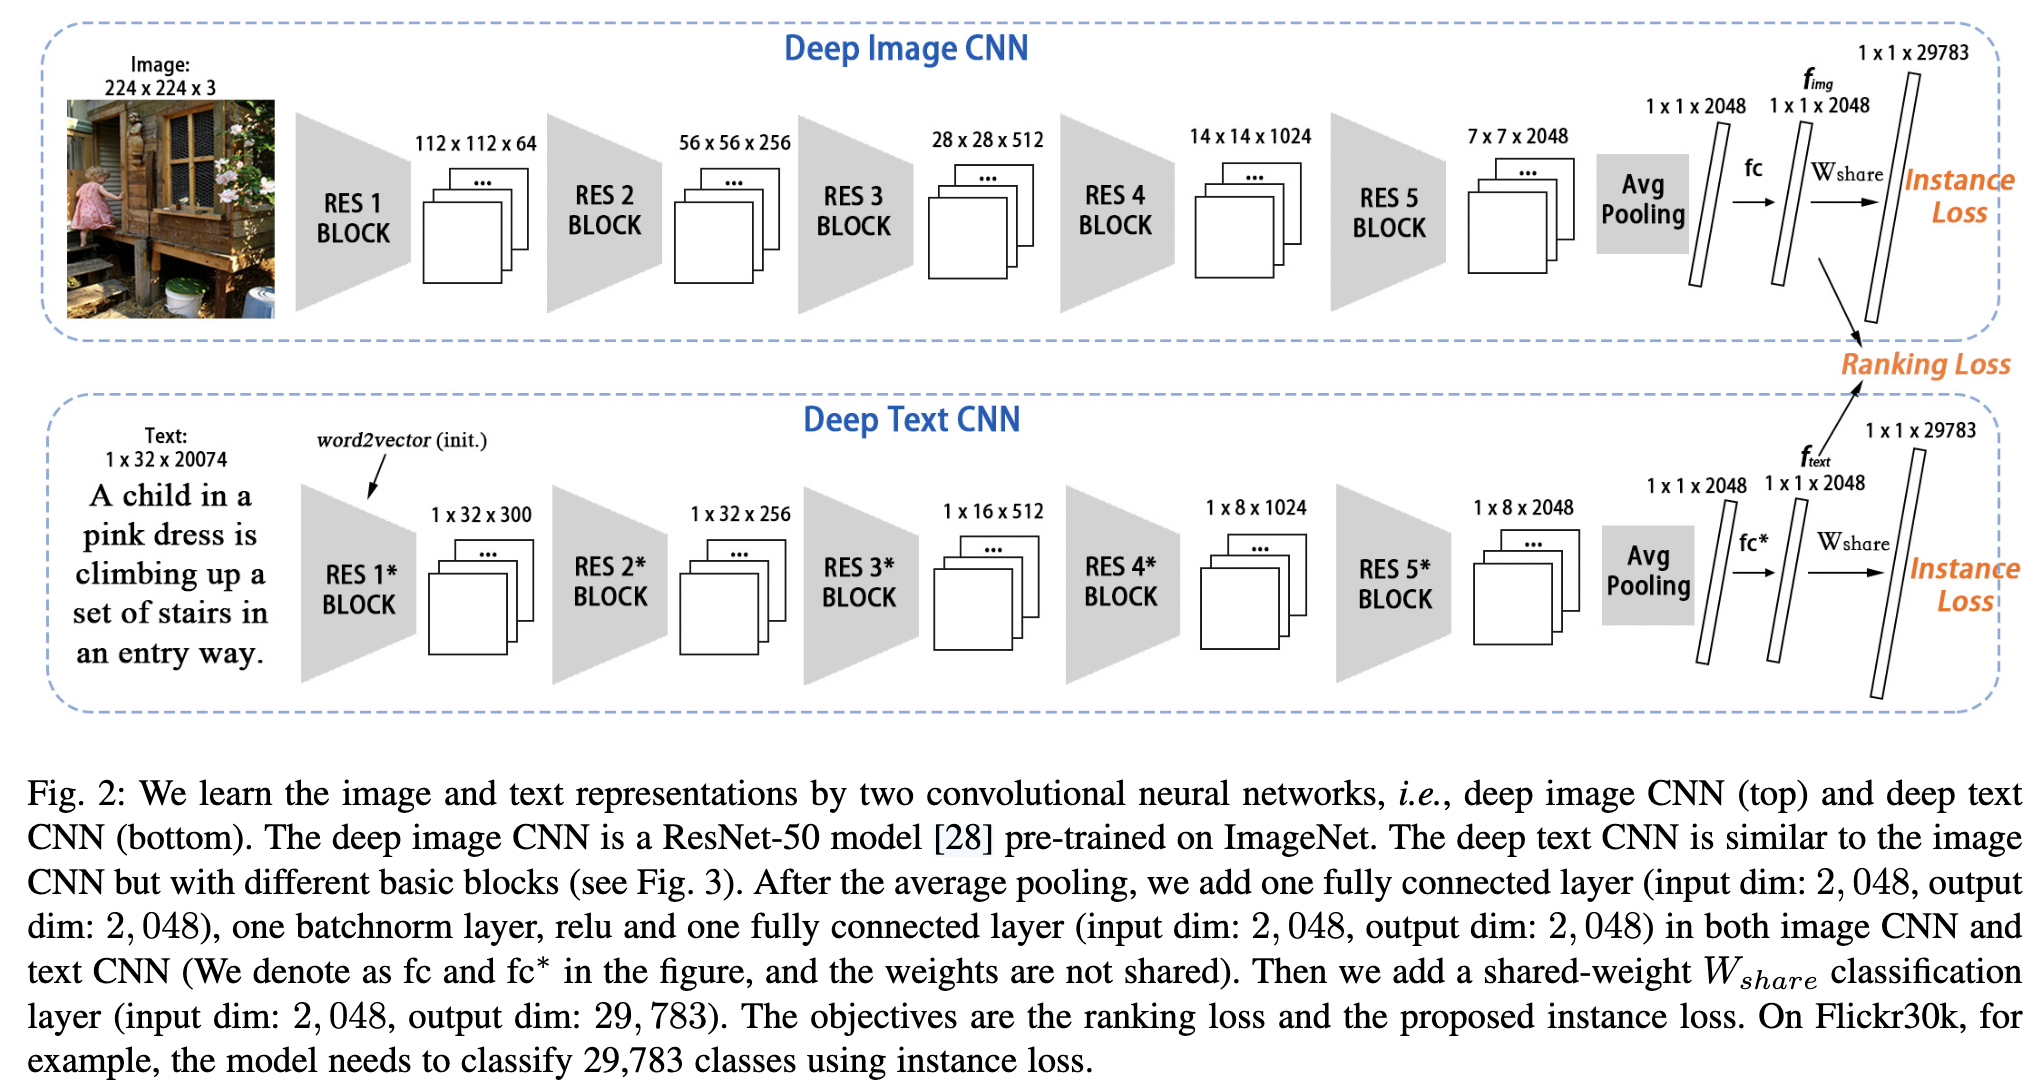 Deep Image CNN
Image:
224 x 224 x 3
RES 1
BLOCK
112 x 112 x 64
...
RES 2
BLOCK
56 x 56 x 256
...
RES 3
BLOCK
28 x 28 x 512
...
RES 4
BLOCK
14 x 14 x 1024
...
RES 5
BLOCK
7 x 7 x 2048
...
Avg
Pooling
1 x 1 x 2048
fc
f_img
1 x 1 x 2048
W_share
1 x 1 x 29783
Instance
Loss
Ranking Loss
Deep Text CNN
Text:
1 x 32 x 20074
A child in a
pink dress is
climbing up a
set of stairs in
an entry way.
word2vector (init.)
RES 1*
BLOCK
1 x 32 x 300
...
RES 2*
BLOCK
1 x 32 x 256
...
RES 3*
BLOCK
1 x 16 x 512
...
RES 4*
BLOCK
1 x 8 x 1024
...
RES 5*
BLOCK
1 x 8 x 2048
...
Avg
Pooling
1 x 1 x 2048
fc*
f_text
1 x 1 x 2048
W_share
1 x 1 x 29783
Instance
Loss
Fig. 2: We learn the image and text representations by two convolutional neural networks, i.e., deep image CNN (top) and deep text
CNN (bottom). The deep image CNN is a ResNet-50 model [28] pre-trained on ImageNet. The deep text CNN is similar to the image
CNN but with different basic blocks (see Fig. 3). After the average pooling, we add one fully connected layer (input dim: 2, 048, output
dim: 2, 048), one batchnorm layer, relu and one fully connected layer (input dim: 2, 048, output dim: 2, 048) in both image CNN and
text CNN (We denote as fc and fc* in the figure, and the weights are not shared). Then we add a shared-weight W_share classification
layer (input dim: 2, 048, output dim: 29, 783). The objectives are the ranking loss and the proposed instance loss. On Flickr30k, for
example, the model needs to classify 29,783 classes using instance loss.